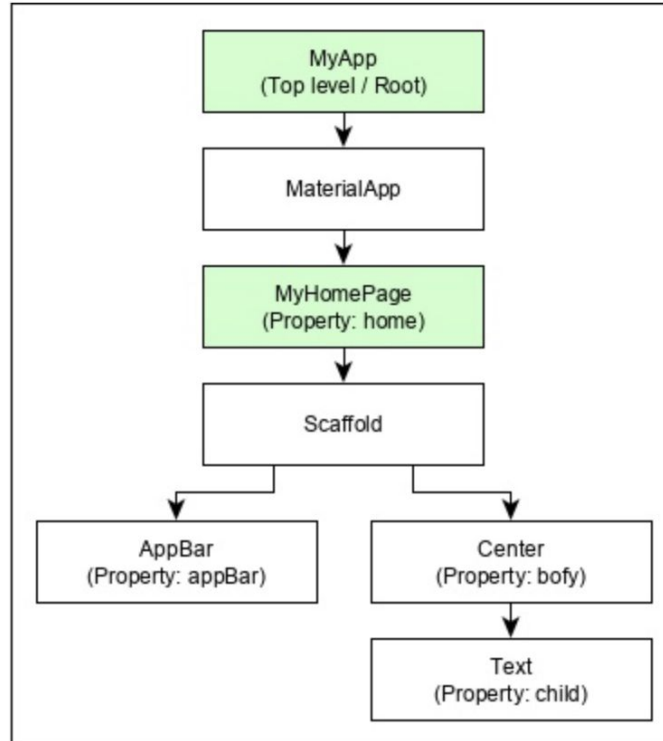 MyApp
(Top level / Root)
MaterialApp
MyHomePage
(Property: home)
Scaffold
AppBar
(Property: appBar)
Center
(Property: bofy)
Text
(Property: child)